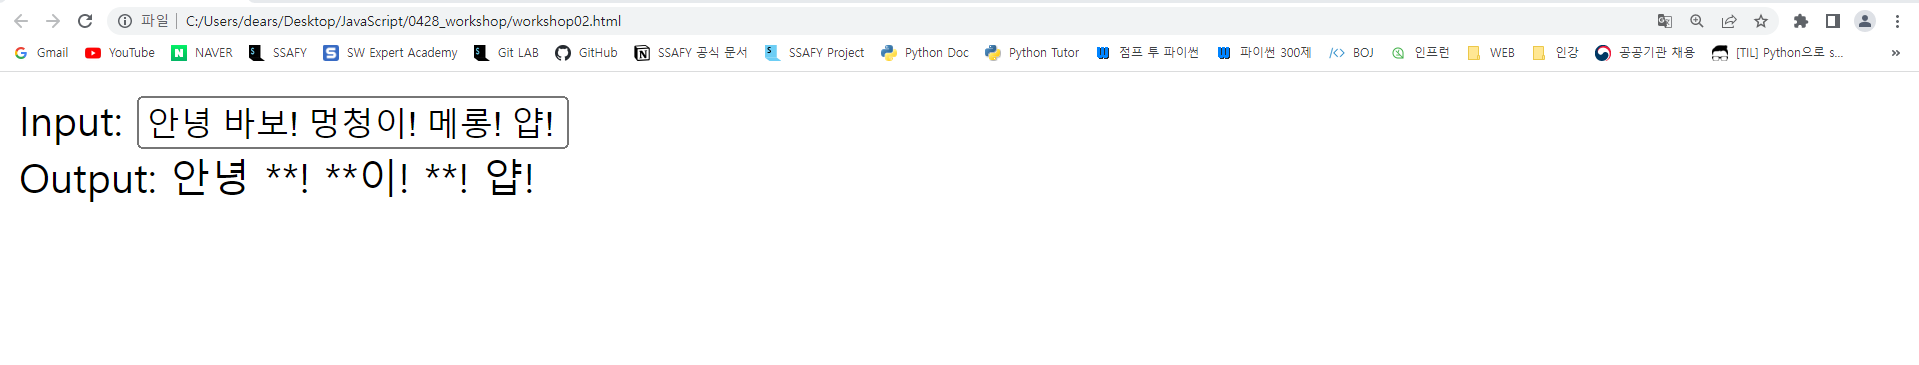 파일 C:/Users/dears/Desktop/JavaScript/0428_workshop/workshop02.html
Gmail YouTube NAVER SSAFY SW Expert Academy Git LAB GitHub SSAFY 공식 문서 SSAFY Project Python Doc Python Tutor 점프 투 파이썬 파이썬 300제 BOJ 인프런 WEB 인강 공공기관 채용 [TIL] Python으로 s... »
Input: 안녕 바보! 멍청이! 메롱! 얍!
Output: 안녕 **! **이! **! 얍!